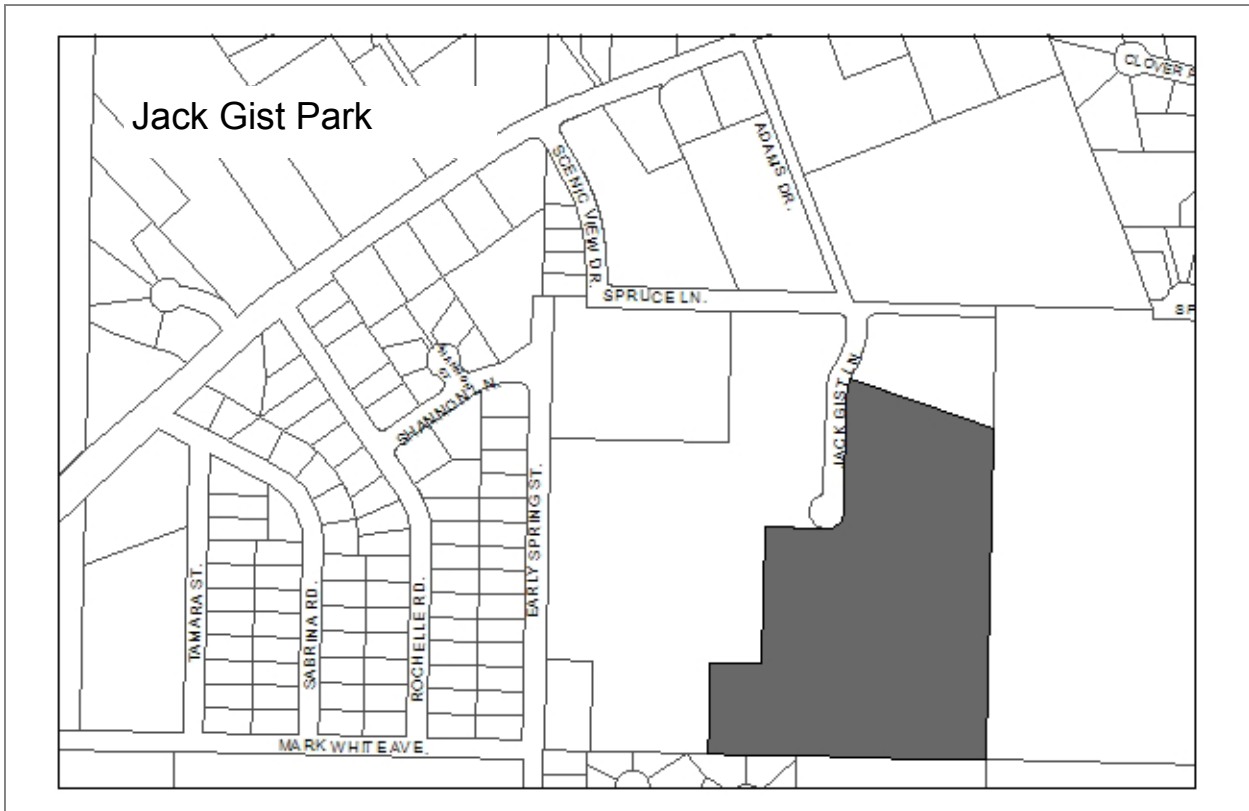 CLOVER
Jack Gist Park
SCENIC VIEW DR.
ADAMS DR.
SPRUCE LN.
SP
SHANNON LN.
JACK GIST LN
EARLY SPRING ST.
TAMARA ST.
SABRINA RD.
ROCHELLE RD.
MARK WHITE AVE.